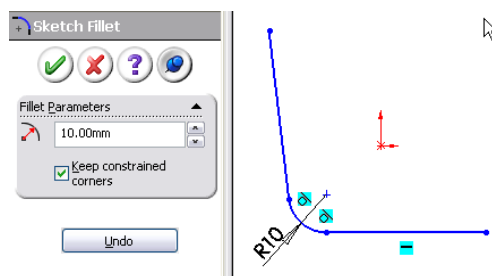 Sketch Fillet
?
Fillet Parameters
10.00mm
Keep constrained
corners
Undo
R10